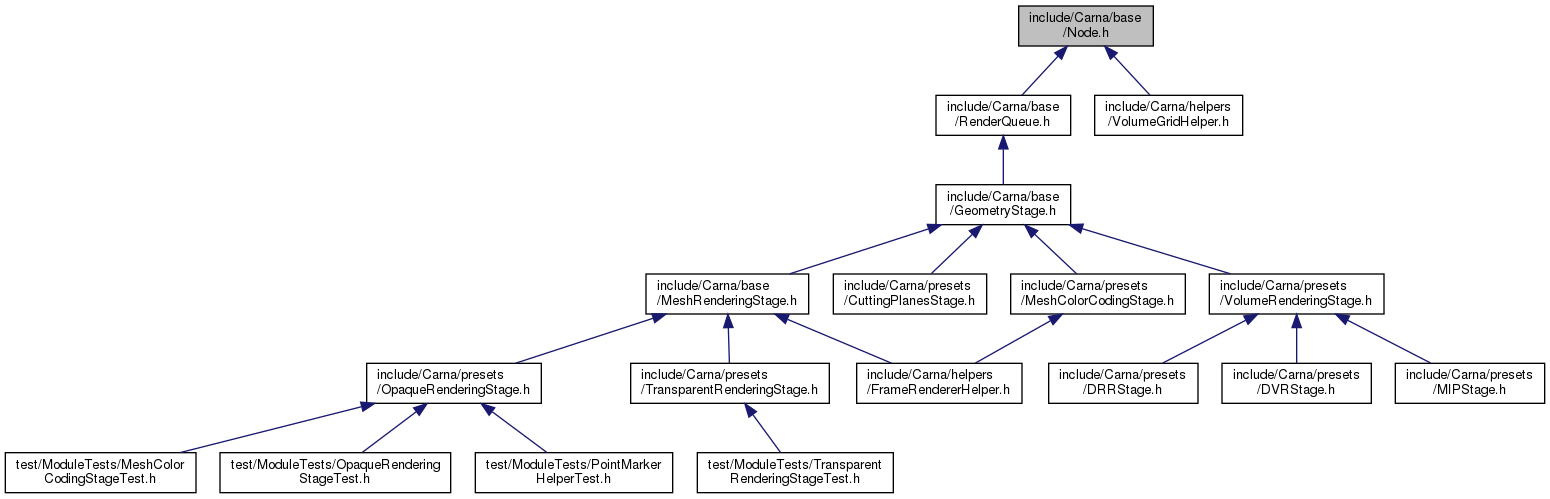 include/Carna/base
/Node.h
include/Carna/base
/RenderQueue.h
include/Carna/helpers
/VolumeGridHelper.h
include/Carna/base
/GeometryStage.h
include/Carna/base
/MeshRenderingStage.h
include/Carna/presets
/CuttingPlanesStage.h
include/Carna/presets
/MeshColorCodingStage.h
include/Carna/presets
/VolumeRenderingStage.h
include/Carna/presets
/OpaqueRenderingStage.h
include/Carna/presets
/TransparentRenderingStage.h
include/Carna/helpers
/FrameRendererHelper.h
include/Carna/presets
/DRRStage.h
include/Carna/presets
/DVRStage.h
include/Carna/presets
/MIPStage.h
test/ModuleTests/MeshColor
CodingStageTest.h
test/ModuleTests/OpaqueRendering
StageTest.h
test/ModuleTests/PointMarker
HelperTest.h
test/ModuleTests/Transparent
RenderingStageTest.h